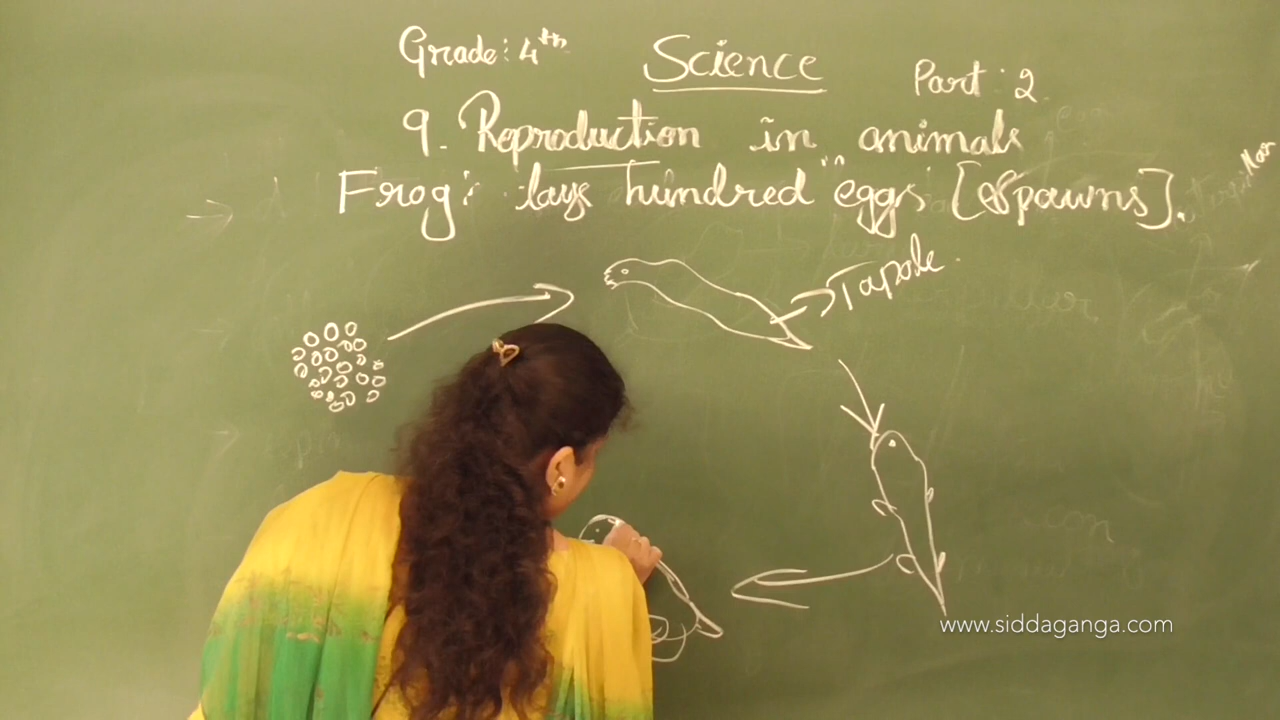 Grade: 4th Science Part: 2.
9. Reproduction in animals
Frog: lays hundred "eggs [Spawns].
Tapole.
www.siddaganga.com